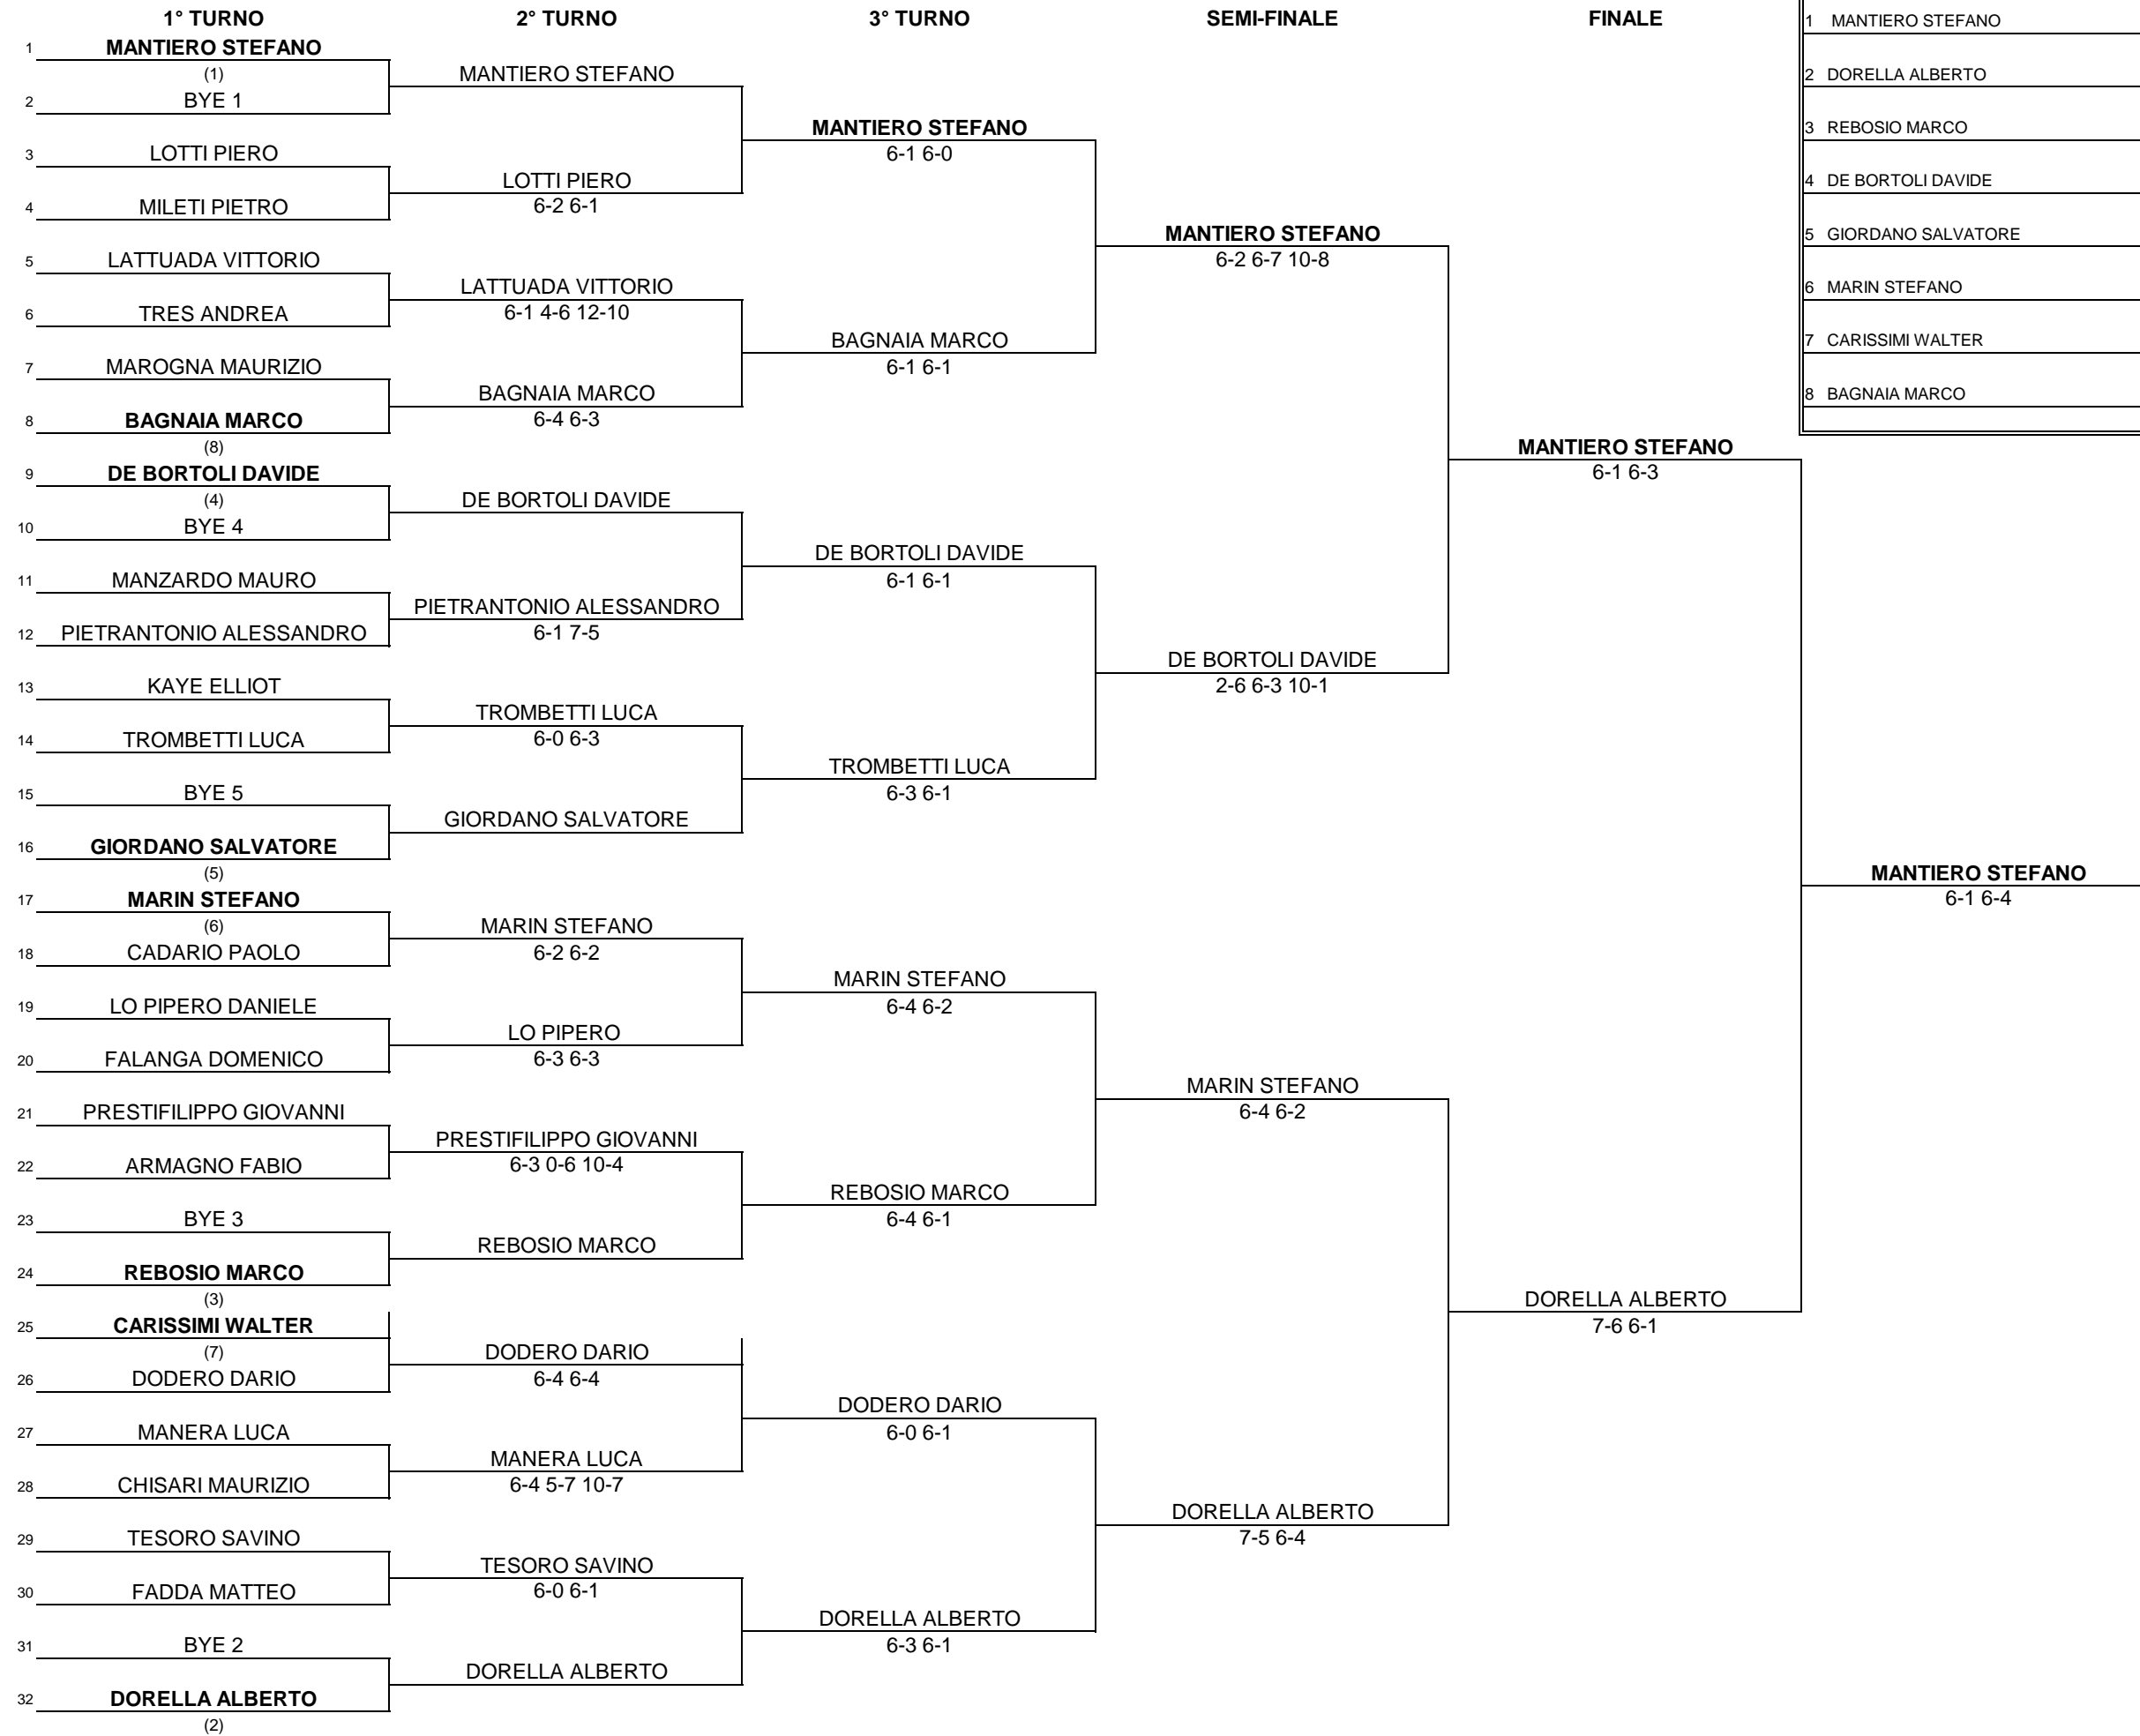 1° TURNO
2° TURNO
3° TURNO
SEMI-FINALE
FINALE
1 MANTIERO STEFANO
(1)
2 BYE 1
3 LOTTI PIERO
4 MILETI PIETRO
5 LATTUADA VITTORIO
6 TRES ANDREA
7 MAROGNA MAURIZIO
8 BAGNAIA MARCO
(8)
9 DE BORTOLI DAVIDE
(4)
10 BYE 4
11 MANZARDO MAURO
12 PIETRANTONIO ALESSANDRO
13 KAYE ELLIOT
14 TROMBETTI LUCA
15 BYE 5
16 GIORDANO SALVATORE
(5)
17 MARIN STEFANO
(6)
18 CADARIO PAOLO
19 LO PIPERO DANIELE
20 FALANGA DOMENICO
21 PRESTIFILIPPO GIOVANNI
22 ARMAGNO FABIO
23 BYE 3
24 REBOSIO MARCO
(3)
25 CARISSIMI WALTER
(7)
26 DODERO DARIO
27 MANERA LUCA
28 CHISARI MAURIZIO
29 TESORO SAVINO
30 FADDA MATTEO
31 BYE 2
32 DORELLA ALBERTO
(2)
MANTIERO STEFANO
LOTTI PIERO
6-2 6-1
LATTUADA VITTORIO
6-1 4-6 12-10
BAGNAIA MARCO
6-4 6-3
DE BORTOLI DAVIDE
PIETRANTONIO ALESSANDRO
6-1 7-5
TROMBETTI LUCA
6-0 6-3
GIORDANO SALVATORE
MARIN STEFANO
6-2 6-2
LO PIPERO
6-3 6-3
PRESTIFILIPPO GIOVANNI
6-3 0-6 10-4
REBOSIO MARCO
DODERO DARIO
6-4 6-4
MANERA LUCA
6-4 5-7 10-7
TESORO SAVINO
6-0 6-1
DORELLA ALBERTO
MANTIERO STEFANO
6-1 6-0
BAGNAIA MARCO
6-1 6-1
DE BORTOLI DAVIDE
6-1 6-1
TROMBETTI LUCA
6-3 6-1
MARIN STEFANO
6-4 6-2
REBOSIO MARCO
6-4 6-1
DODERO DARIO
6-0 6-1
DORELLA ALBERTO
6-3 6-1
MANTIERO STEFANO
6-2 6-7 10-8
DE BORTOLI DAVIDE
2-6 6-3 10-1
MARIN STEFANO
6-4 6-2
DORELLA ALBERTO
7-5 6-4
MANTIERO STEFANO
6-1 6-3
DORELLA ALBERTO
7-6 6-1
MANTIERO STEFANO
6-1 6-4
1 MANTIERO STEFANO
2 DORELLA ALBERTO
3 REBOSIO MARCO
4 DE BORTOLI DAVIDE
5 GIORDANO SALVATORE
6 MARIN STEFANO
7 CARISSIMI WALTER
8 BAGNAIA MARCO